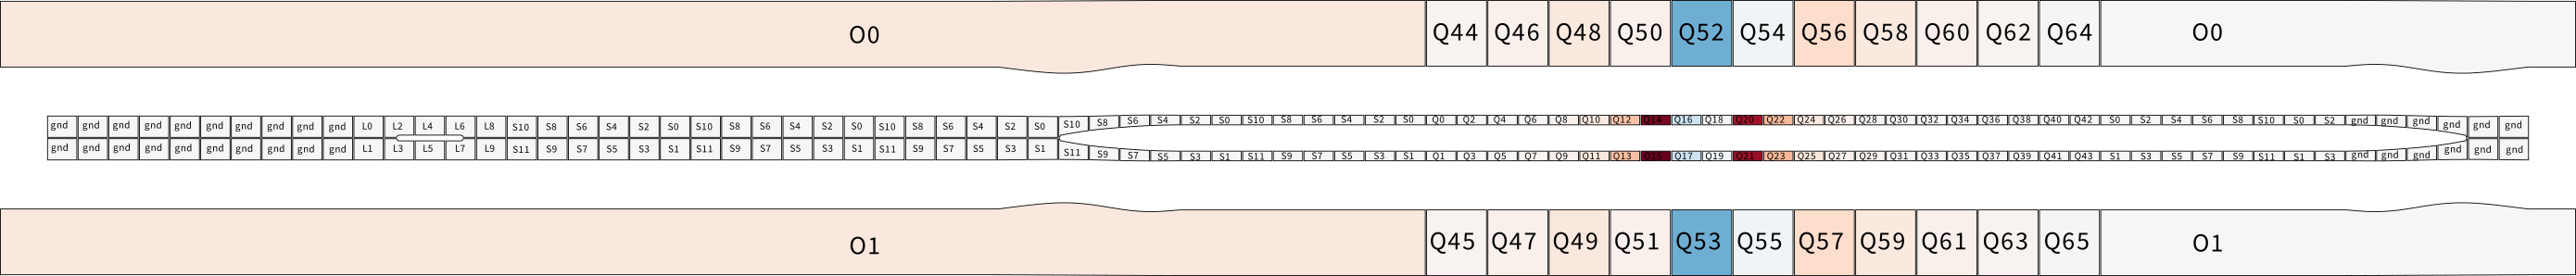 O0 Q44 Q46 Q48 Q50 Q52 Q54 Q56 Q58 Q60 Q62 Q64 O0
gnd gnd gnd gnd gnd gnd gnd gnd gnd gnd L0 L2 L4 L6 L8 S10 S8 S6 S4 S2 S0 S10 S8 S6 S4 S2 S0 S10 S8 S6 S4 S2 S0 S10 S8 S6 S4 S2 S0 S10 S8 S6 S4 S2 S0 Q0 Q2 Q4 Q6 Q8 Q10 Q12 Q14 Q16 Q18 Q20 Q22 Q24 Q26 Q28 Q30 Q32 Q34 Q36 Q38 Q40 Q42 S0 S2 S4 S6 S8 S10 S0 S2 gnd gnd gnd gnd gnd gnd
gnd gnd gnd gnd gnd gnd gnd gnd gnd gnd L1 L3 L5 L7 L9 S11 S9 S7 S5 S3 S1 S11 S9 S7 S5 S3 S1 S11 S9 S7 S5 S3 S1 S11 S9 S7 S5 S3 S1 S11 S9 S7 S5 S3 S1 Q1 Q3 Q5 Q7 Q9 Q11 Q13 Q15 Q17 Q19 Q21 Q23 Q25 Q27 Q29 Q31 Q33 Q35 Q37 Q39 Q41 Q43 S1 S3 S5 S7 S9 S11 S1 S3 gnd gnd gnd gnd gnd gnd
O1 Q45 Q47 Q49 Q51 Q53 Q55 Q57 Q59 Q61 Q63 Q65 O1